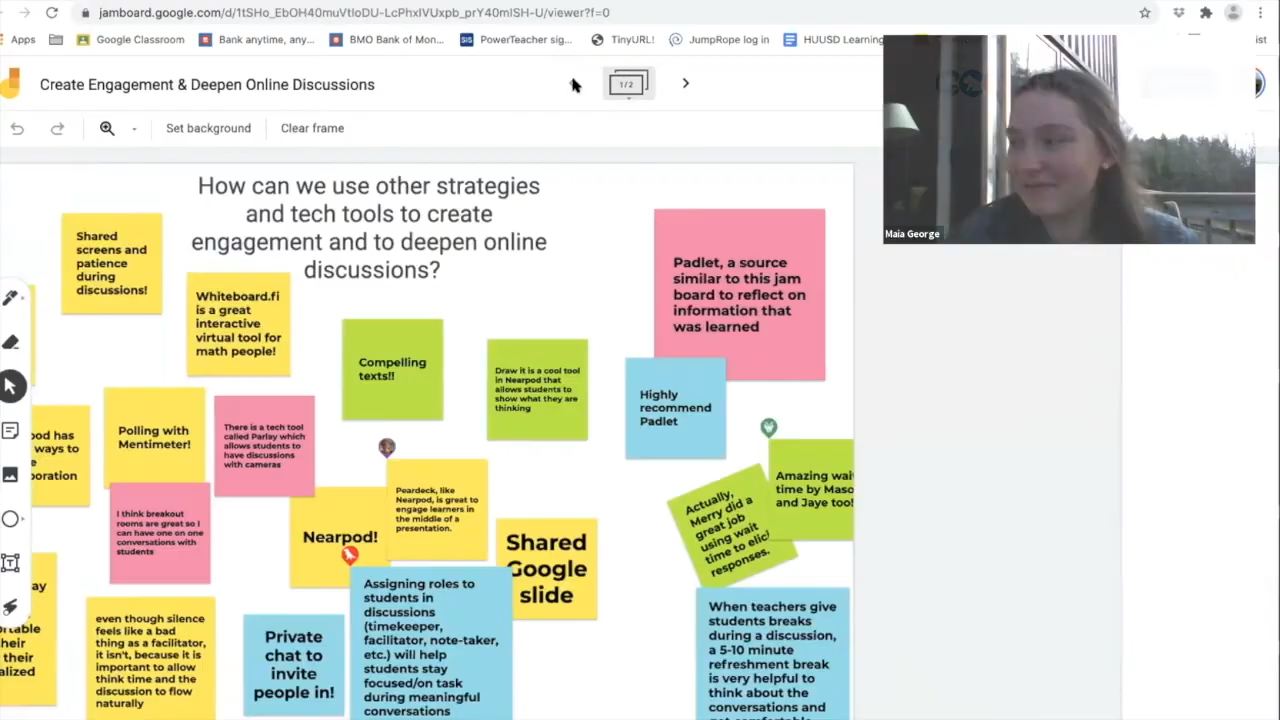 jamboard.google.com/d/1tSHo_EbOH40muVtloDU-LcPhxIVUxpb_prY40mlSH-U/viewer?f=0
Apps
Google Classroom
Bank anytime, any...
BMO Bank of Mon...
PowerTeacher sig...
TinyURL!
JumpRope log in
HUUSD Learning
ist
Create Engagement & Deepen Online Discussions
1/2
Set background
Clear frame
Maia George
How can we use other strategies
and tech tools to create
engagement and to deepen online
discussions?
Shared
screens and
patience
during
discussions!
Whiteboard.fi
is a great
interactive
virtual tool for
math people!
Compelling
texts!!
Draw it is a cool tool
in Nearpod that
allows students to
show what they are
thinking
Padlet, a source
similar to this jam
board to reflect on
information that
was learned
Highly
recommend
Padlet
ood has
ways to
e
oration
Polling with
Mentimeter!
There is a tech tool
called Parlay which
allows students to
have discussions
with cameras
I think breakout
rooms are great so I
can have one on one
conversations with
students
Nearpod!
Peardeck, like
Nearpod, is great to
engage learners in
the middle of a
presentation.
Shared
Google
slide
Actually,
Merry did a
great job
using wait
time to elicit
responses.
Amazing wai
time by Maso
and Jaye too!
ay
rtable
heir
their
alized
even though silence
feels like a bad
thing as a facilitator,
it isn't, because it is
important to allow
think time and the
discussion to flow
naturally
Private
chat to
invite
people in!
Assigning roles to
students in
discussions
(timekeeper,
facilitator, note-taker,
etc.) will help
students stay
focused/on task
during meaningful
conversations
When teachers give
students breaks
during a discussion,
a 5-10 minute
refreshment break
is very helpful to
think about the
conversations and
get comfortable